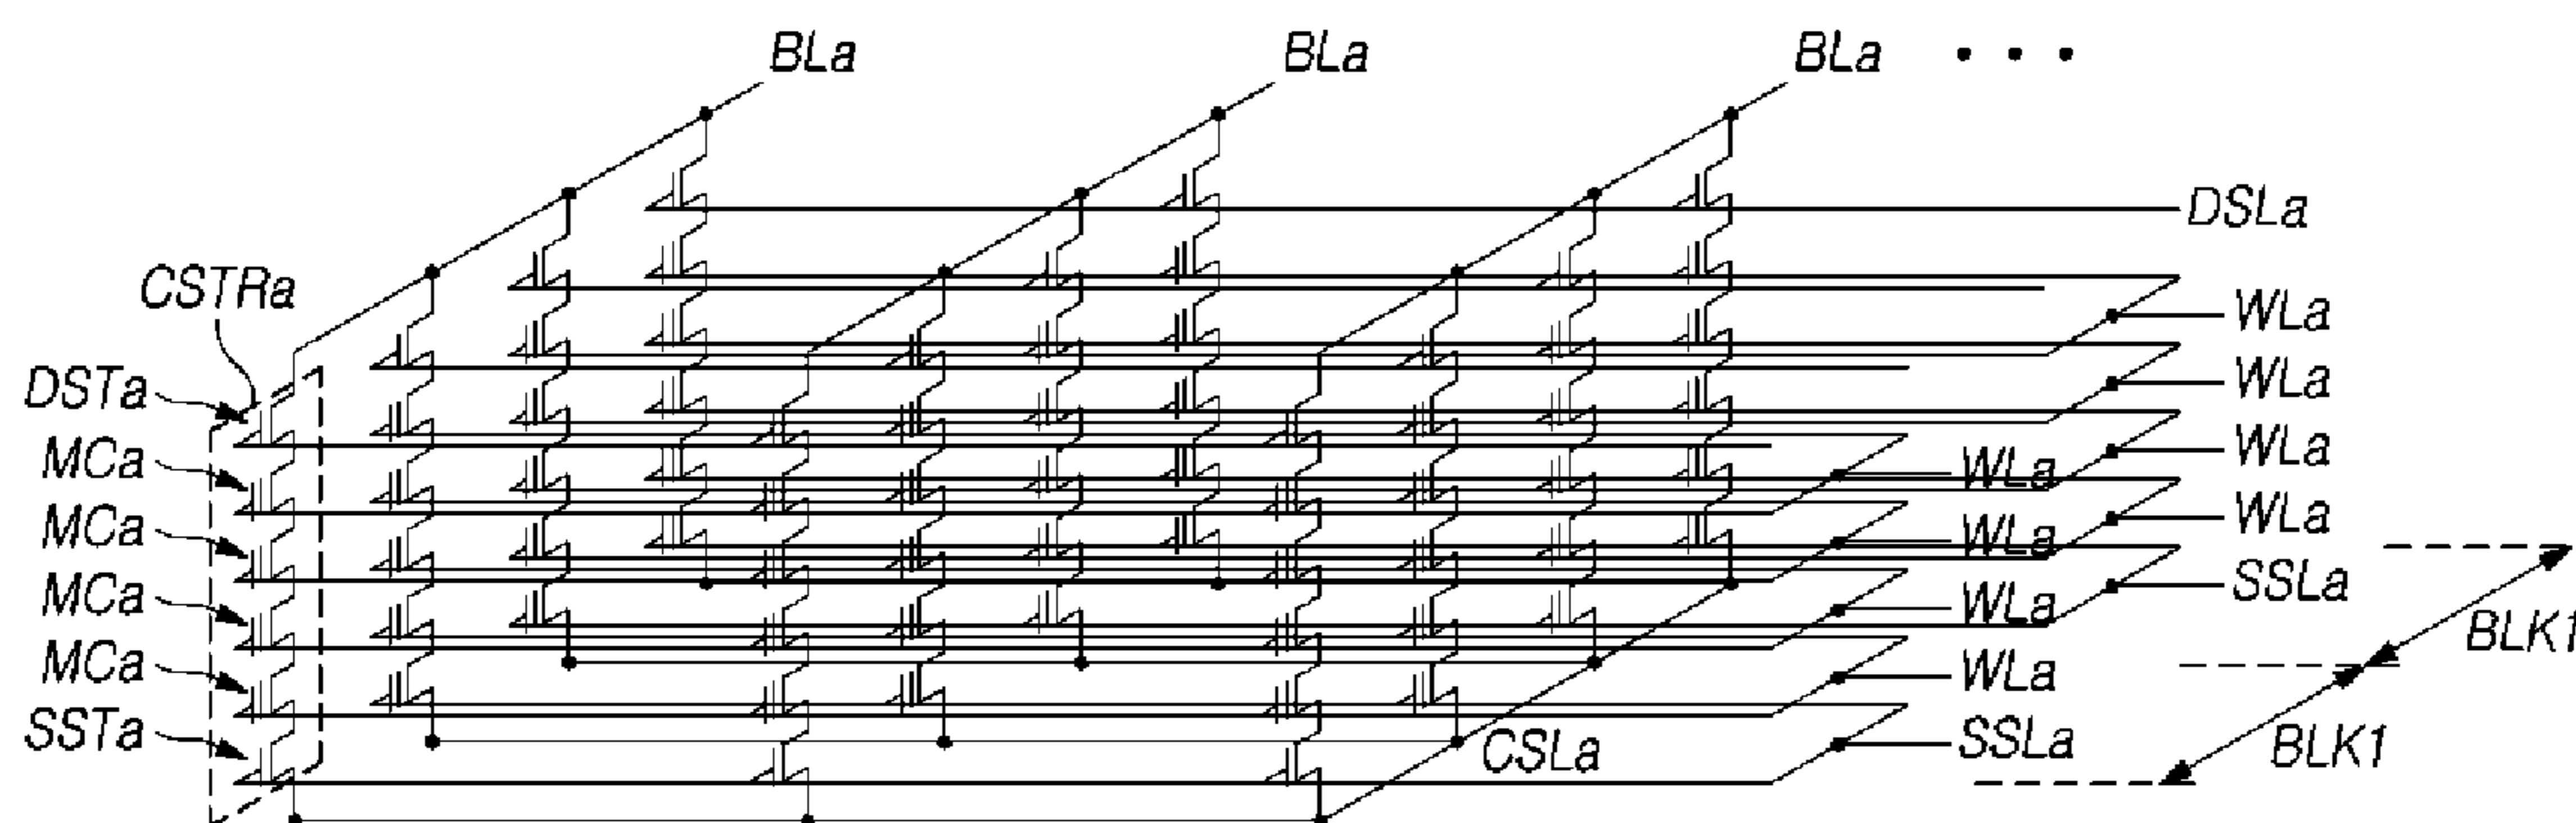 BLa BLa BLa • • •
DSLa
CSTRa
WLa
DSTa
WLa
MCa
WLa
WLa
MCa
WLa
WLa
MCa
SSLa
WLa
BLK1
MCa
WLa
SSTa
CSLa
SSLa
BLK1